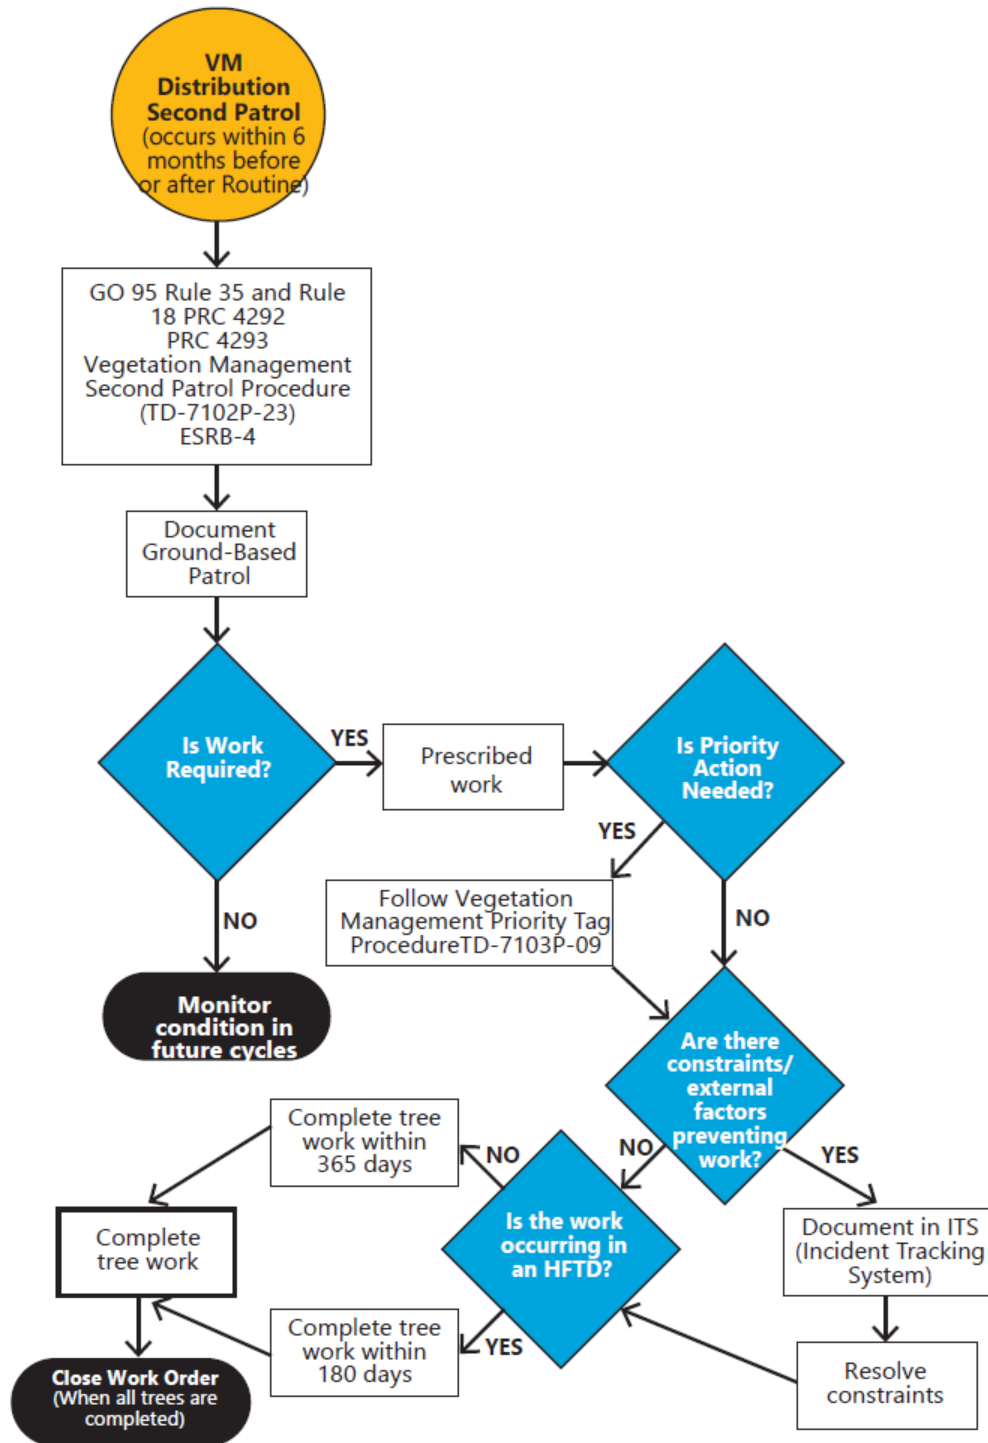 VM
Distribution
Second Patrol
(occurs within 6
months before
or after Routine)
GO 95 Rule 35 and Rule
18 PRC 4292
PRC 4293
Vegetation Management
Second Patrol Procedure
(TD-7102P-23)
ESRB-4
Document
Ground-Based
Patrol
Is Work
Required?
YES
Prescribed
work
Is Priority
Action
Needed?
YES
NO
Follow Vegetation
Management Priority Tag
ProcedureTD-7103P-09
NO
Monitor
condition in
future cycles
Are there
constraints/
external
factors
preventing
work?
NO
YES
Document in ITS
(Incident Tracking
System)
Resolve
constraints
Is the work
occurring in
an HFTD?
NO
Complete tree
work within
365 days
YES
Complete tree
work within
180 days
Complete
tree work
Close Work Order
(When all trees are
completed)